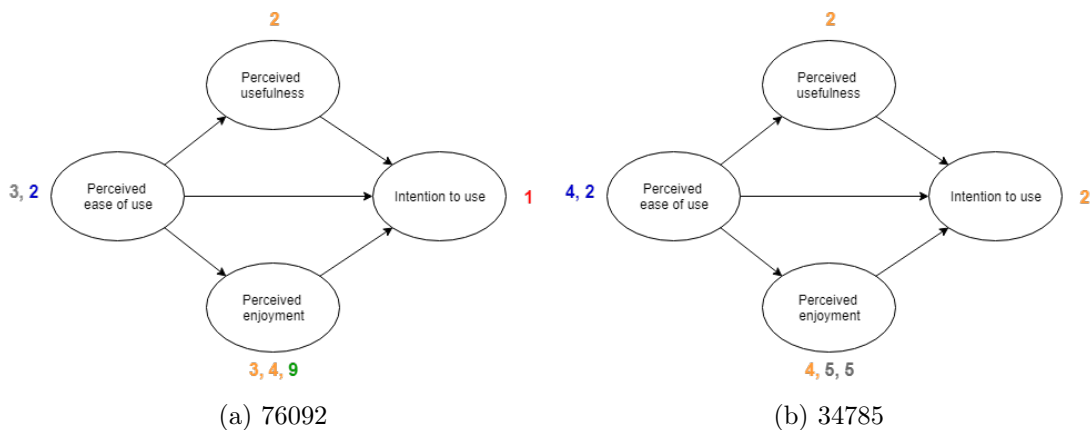 2
Perceived
usefulness
3, 2
Perceived
ease of use
Intention to use
1
Perceived
enjoyment
3, 4, 9
(a) 76092
2
Perceived
usefulness
4, 2
Perceived
ease of use
Intention to use
2
Perceived
enjoyment
4, 5, 5
(b) 34785